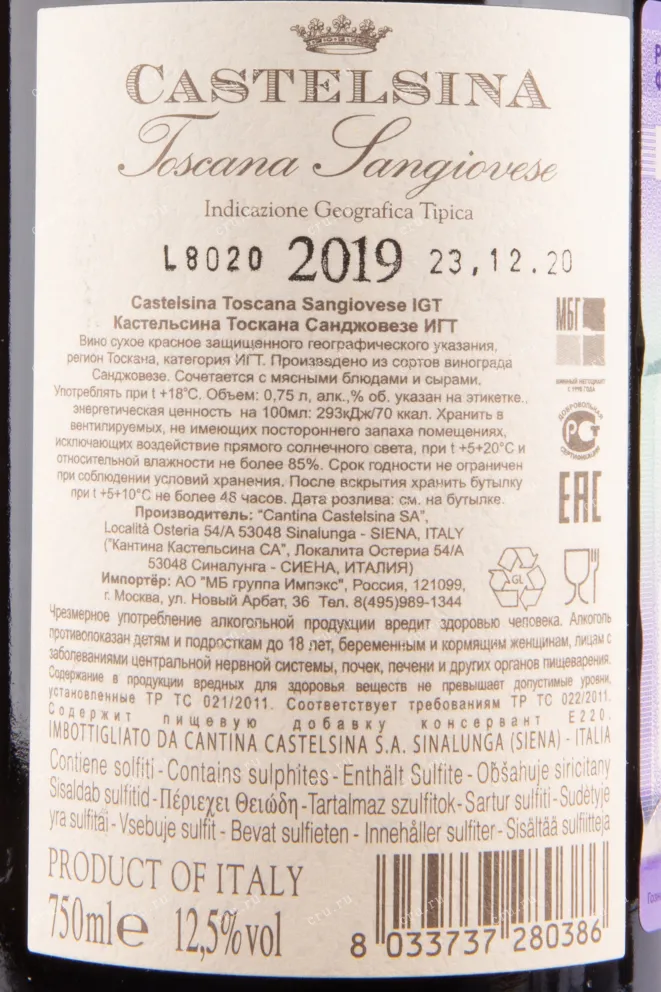 CASTELSINA
Toscana Sangiovese
Indicazione Geografica Tipica
L8020 2019 23,12.20
Castelsina Toscana Sangiovese IGT
Кастельсина Тоскана Санджовезе ИГТ
Вино сухое красное защищенного географического указания,
регион Тоскана, категория ИГТ. Произведено из сортов винограда
Санджовезе. Сочетается с мясными блюдами и сырами.
Употреблять при t +18°С. Объем: 0,75 л, алк.,% об. указан на этикетке.,
энергетическая ценность на 100мл: 293кДж/70 ккал. Хранить в
вентилируемых, не имеющих постороннего запаха помещениях,
исключающих воздействие прямого солнечного света, при t +5+20°С и
относительной влажности не более 85%. Срок годности не ограничен
при соблюдении условий хранения. После вскрытия хранить бутылку
при t +5+10°С не более 48 часов. Дата розлива: см. на бутылке.
Производитель: "Cantina Castelsina SA",
Località Osteria 54/A 53048 Sinalunga - SIENA, ITALY
("Кантина Кастельсина СА", Локалита Остериа 54/А
53048 Синалунга - СИЕНА, ИТАЛИЯ)
Импортёр: АО "МБ группа Импэкс", Россия, 121099,
г. Москва, ул. Новый Арбат, 36 Тел. 8(495)989-1344
МБГ
ВИННЫЙ НЕГОЦИАНТ
С 1998 ГОДА
ДОБРОВОЛЬНАЯ
РСТ
СЕРТИФИКАЦИЯ
EAC
GL
Чрезмерное употребление алкогольной продукции вредит здоровью человека. Алкоголь
противопоказан детям и подросткам до 18 лет, беременным и кормящим женщинам, лицам с
заболеваниями центральной нервной системы, почек, печени и других органов пищеварения.
Содержание в продукции вредных для здоровья веществ не превышает допустимые уровни,
установленные ТР ТС 021/2011. Соответствует требованиям ТР ТС 022/2011.
Содержит пищевую добавку консервант Е220.
IMBOTTIGLIATO DA CANTINA CASTELSINA S.A. SINALUNGA (SIENA) - ITALIA
Contiene solfiti - Contains sulphites - Enthält Sulfite - Obsahuje siricitany
Sisaldab sulfitid - Περιεχει Θειωδη - Tartalmaz szulfitok - Sartur sulfiti - Sudėtyje
yra sulfitai - Vsebuje sulfit - Bevat sulfieten - Innehåller sulfiter - Sisältää sulfiitteja
PRODUCT OF ITALY
750ml e 12,5% vol
8 033737 280386